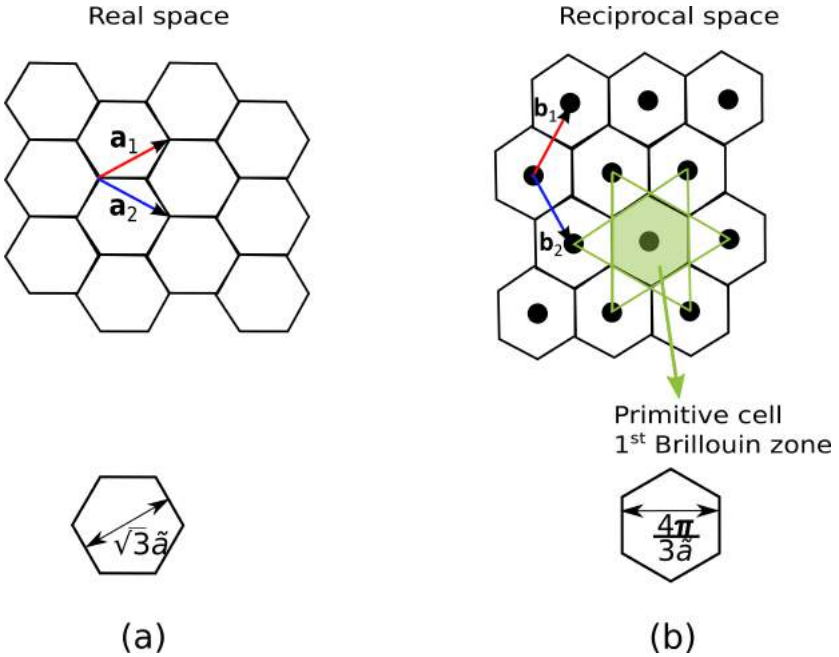 Real space
Reciprocal space
a₁
a₂
b₁
b₂
Primitive cell
1ˢᵗ Brillouin zone
√3ã
4π
3ã
(a)
(b)